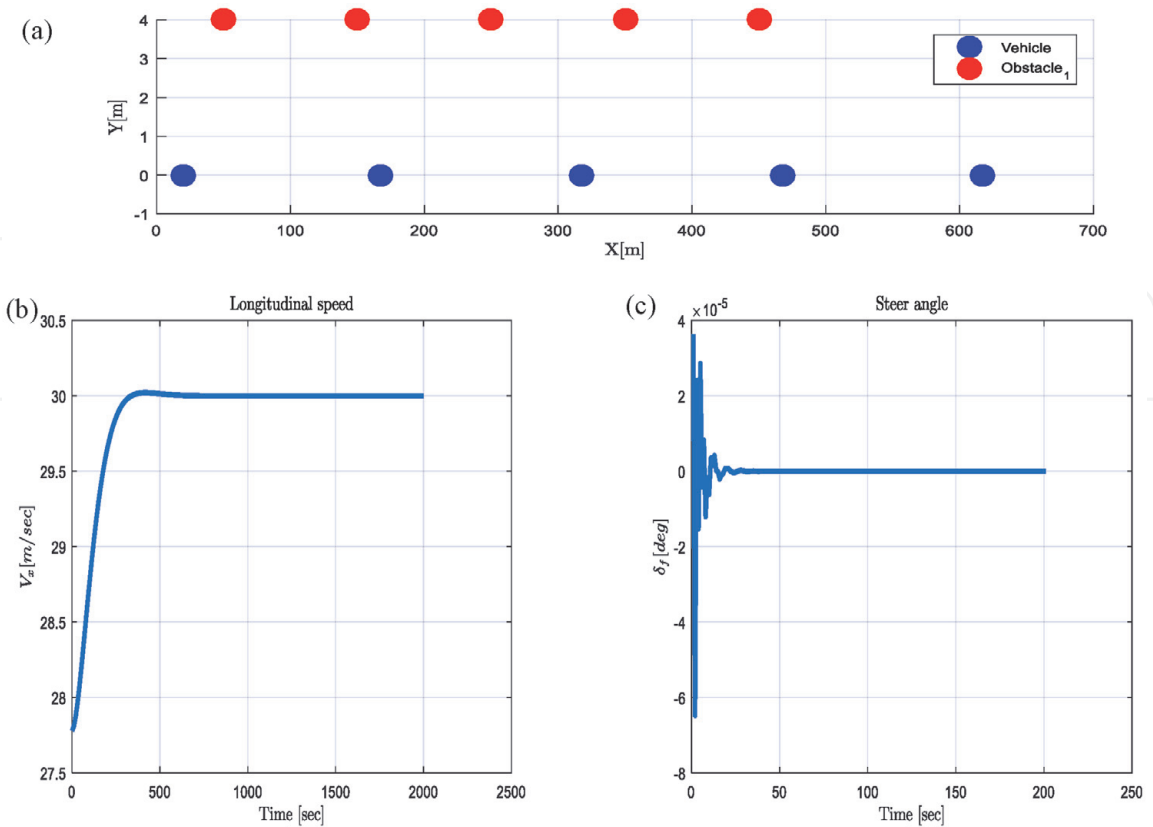 (a)
4
3
2
1
0
-1
Y[m]
Vehicle
Obstacle₁
0 100 200 300 400 500 600 700
X[m]
(b)
Longitudinal speed
30.5
30
29.5
29
28.5
28
27.5
Vₓ[m/sec]
0 500 1000 1500 2000 2500
Time [sec]
(c)
Steer angle
×10⁻⁵
4
2
0
-2
-4
-6
-8
δ_f [deg]
0 50 100 150 200 250
Time [sec]